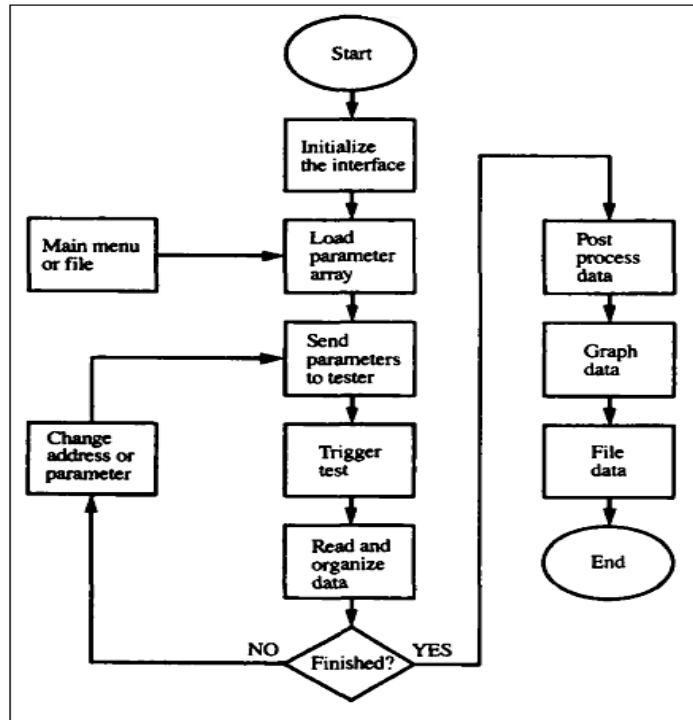 Start
Initialize
the interface
Main menu
or file
Load
parameter
array
Send
parameters
to tester
Change
address or
parameter
Trigger
test
Read and
organize
data
NO
Finished?
YES
Post
process
data
Graph
data
File
data
End